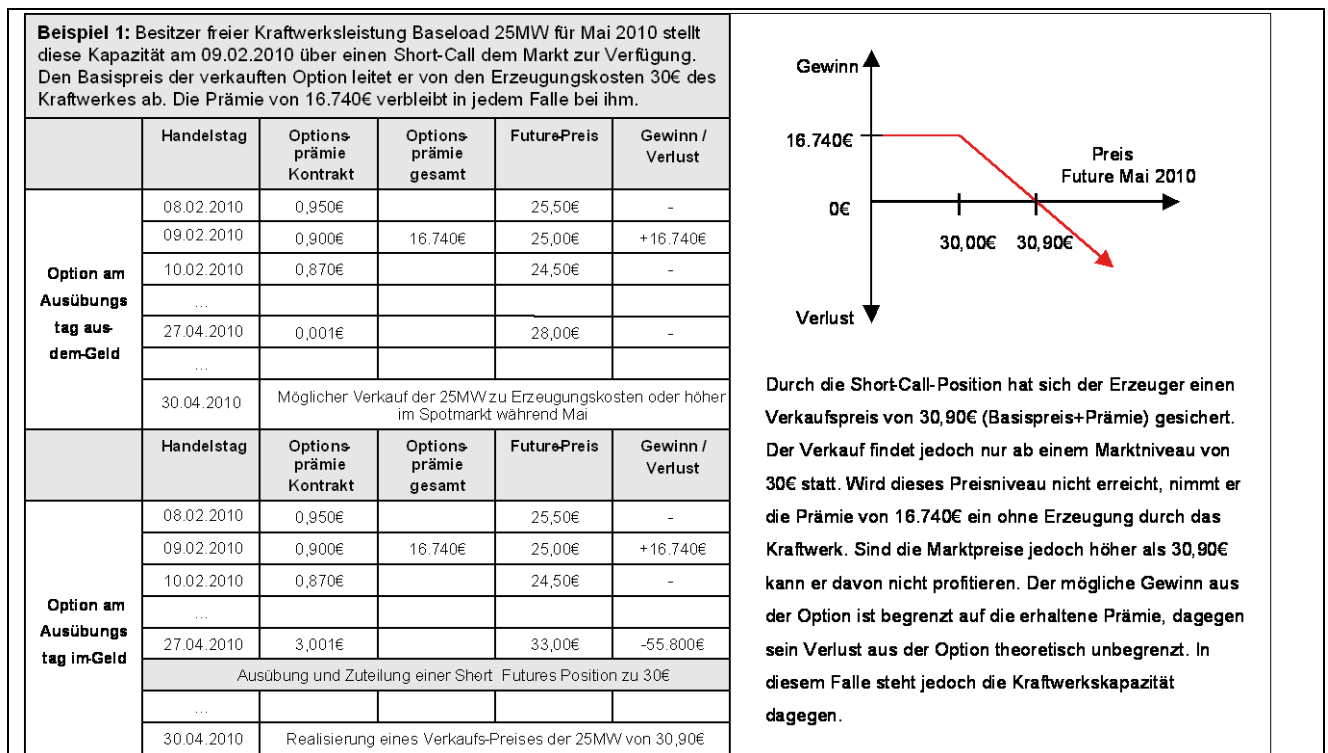 Beispiel 1: Besitzer freier Kraftwerksleistung Baseload 25MW für Mai 2010 stellt
diese Kapazität am 09.02.2010 über einen Short-Call dem Markt zur Verfügung.
Den Basispreis der verkauften Option leitet er von den Erzeugungskosten 30€ des
Kraftwerkes ab. Die Prämie von 16.740€ verbleibt in jedem Falle bei ihm.
Handelstag Options- prämie Kontrakt Options- prämie gesamt Future-Preis Gewinn / Verlust
Option am
Ausübungs
tag aus-
dem-Geld
08.02.2010 0,950€ 25,50€ -
09.02.2010 0,900€ 16.740€ 25,00€ +16.740€
10.02.2010 0,870€ 24,50€ -
...
27.04.2010 0,001€ 28,00€ -
...
30.04.2010 Möglicher Verkauf der 25MW zu Erzeugungskosten oder höher
im Spotmarkt während Mai
Handelstag Options- prämie Kontrakt Options- prämie gesamt Future-Preis Gewinn / Verlust
Option am
Ausübungs
tag im-Geld
08.02.2010 0,950€ 25,50€ -
09.02.2010 0,900€ 16.740€ 25,00€ +16.740€
10.02.2010 0,870€ 24,50€ -
...
27.04.2010 3,001€ 33,00€ -55.800€
Ausübung und Zuteilung einer Short Futures Position zu 30€
...
30.04.2010 Realisierung eines Verkaufs-Preises der 25MW von 30,90€
Gewinn
16.740€
Preis
Future Mai 2010
0€
30,00€ 30,90€
Verlust
Durch die Short-Call-Position hat sich der Erzeuger einen
Verkaufspreis von 30,90€ (Basispreis+Prämie) gesichert.
Der Verkauf findet jedoch nur ab einem Marktniveau von
30€ statt. Wird dieses Preisniveau nicht erreicht, nimmt er
die Prämie von 16.740€ ein ohne Erzeugung durch das
Kraftwerk. Sind die Marktpreise jedoch höher als 30,90€
kann er davon nicht profitieren. Der mögliche Gewinn aus
der Option ist begrenzt auf die erhaltene Prämie, dagegen
sein Verlust aus der Option theoretisch unbegrenzt. In
diesem Falle steht jedoch die Kraftwerkskapazität
dagegen.